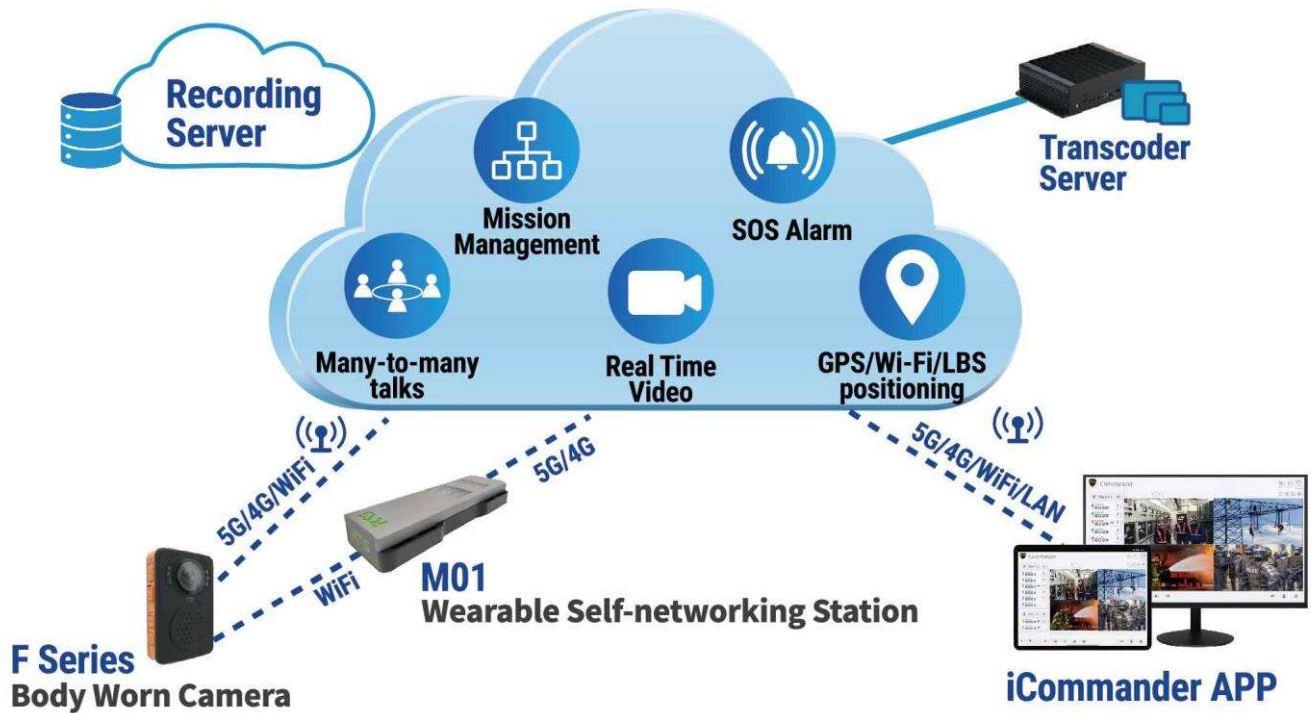 Recording
Server
Mission
Management
SOS Alarm
Transcoder
Server
Many-to-many
talks
Real Time
Video
GPS/Wi-Fi/LBS
positioning
5G/4G/WiFi
WiFi
5G/4G
5G/4G/WiFi/LAN
M01
Wearable Self-networking Station
F Series
Body Worn Camera
iCommander APP